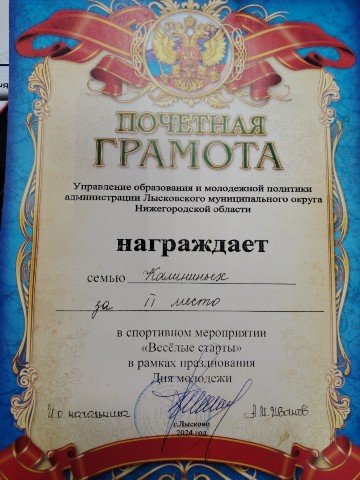 ПОЧЕТНАЯ
ГРАМОТА
Управление образования и молодежной политики
администрации Лысковского муниципального округа
Нижегородской области
награждает
семью Калининых
за II место
в спортивном мероприятии
«Весёлые старты»
в рамках празднования
Дня молодежи
И.о. начальника А.М.Иванов
г.Лысково
2024 год